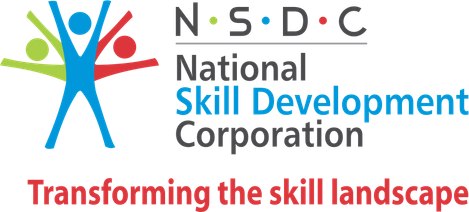 N·S·D·C
National
Skill Development
Corporation
Transforming the skill landscape